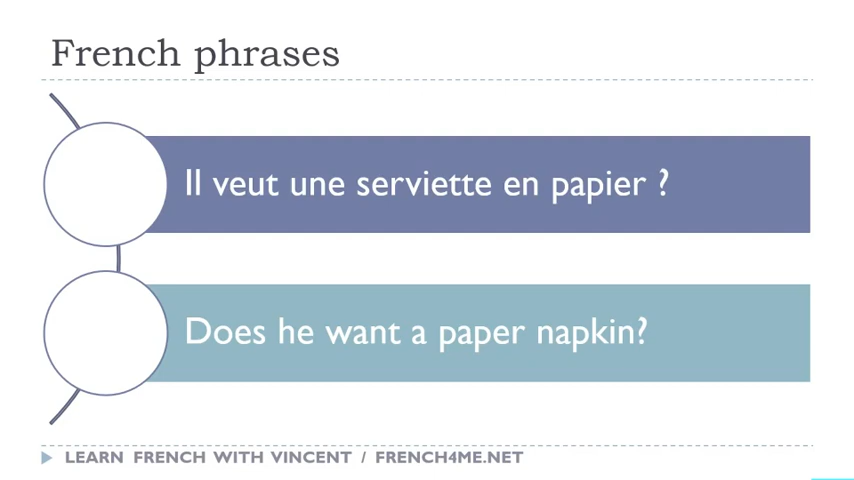 French phrases
Il veut une serviette en papier ?
Does he want a paper napkin?
LEARN FRENCH WITH VINCENT / FRENCH4ME.NET